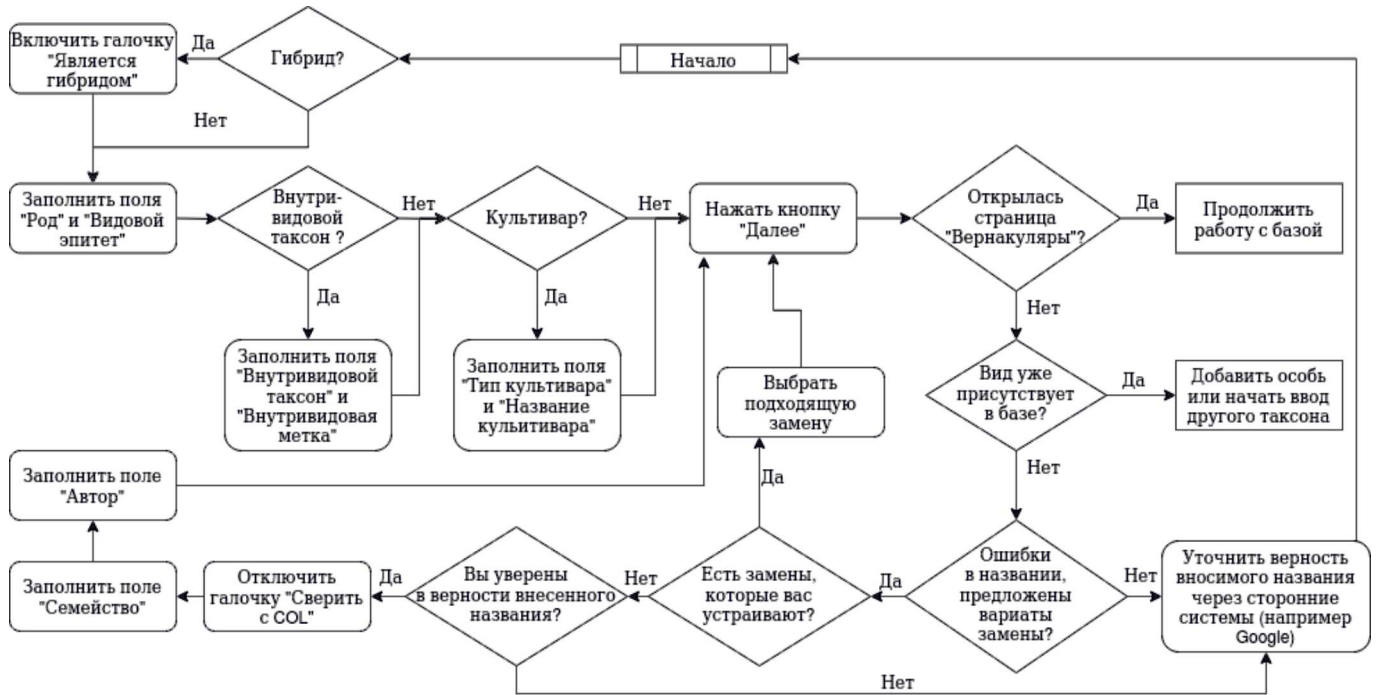 Включить галочку
"Является
гибридом"
Да
Гибрид?
Начало
Нет
Заполнить поля
"Род" и "Видовой
эпитет"
Внутри-
видовой
таксон ?
Нет
Культивар?
Нет
Нажать кнопку
"Далее"
Открылась
страница
"Вернакуляры"?
Да
Продолжить
работу с базой
Да
Да
Нет
Заполнить поля
"Внутривидовой
таксон" и
"Внутривидовая
метка"
Заполнить поля
"Тип культивара"
и "Название
кульитивара"
Выбрать
подходящую
замену
Вид уже
присутствует
в базе?
Да
Добавить особь
или начать ввод
другого таксона
Заполнить поле
"Автор"
Да
Нет
Заполнить поле
"Семейство"
Отключить
галочку "Сверить
с COL"
Да
Вы уверены
в верности внесенного
названия?
Нет
Есть замены,
которые вас
устраивают?
Да
Ошибки
в названии,
предложены
вариаты
замены?
Нет
Уточнить верность
вносимого названия
через сторонние
системы (например
Google)
Нет